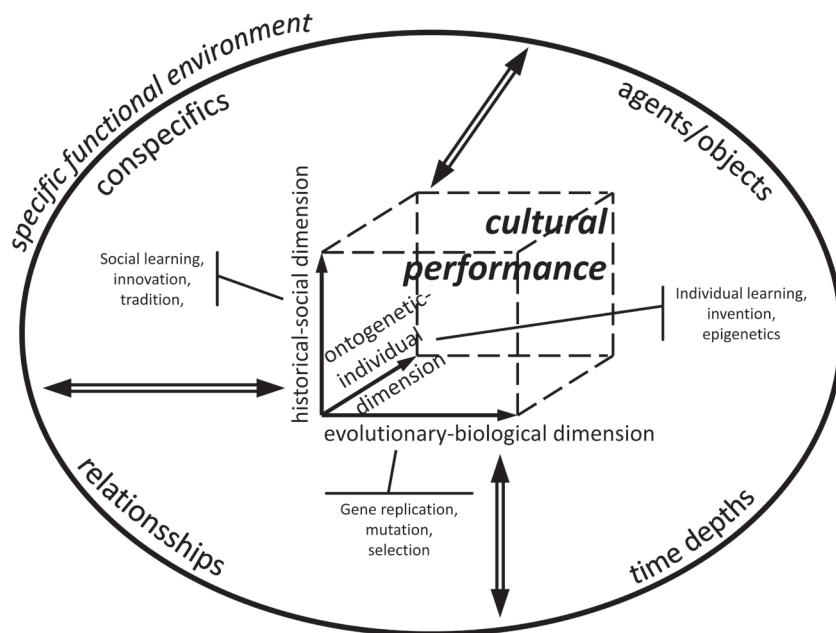 specific functional environment
conspecifics
agents/objects
cultural
performance
historical-social dimension
Social learning,
innovation,
tradition,
ontogenetic-
individual
dimension
Individual learning,
invention,
epigenetics
evolutionary-biological dimension
Gene replication,
mutation,
selection
relationsships
time depths